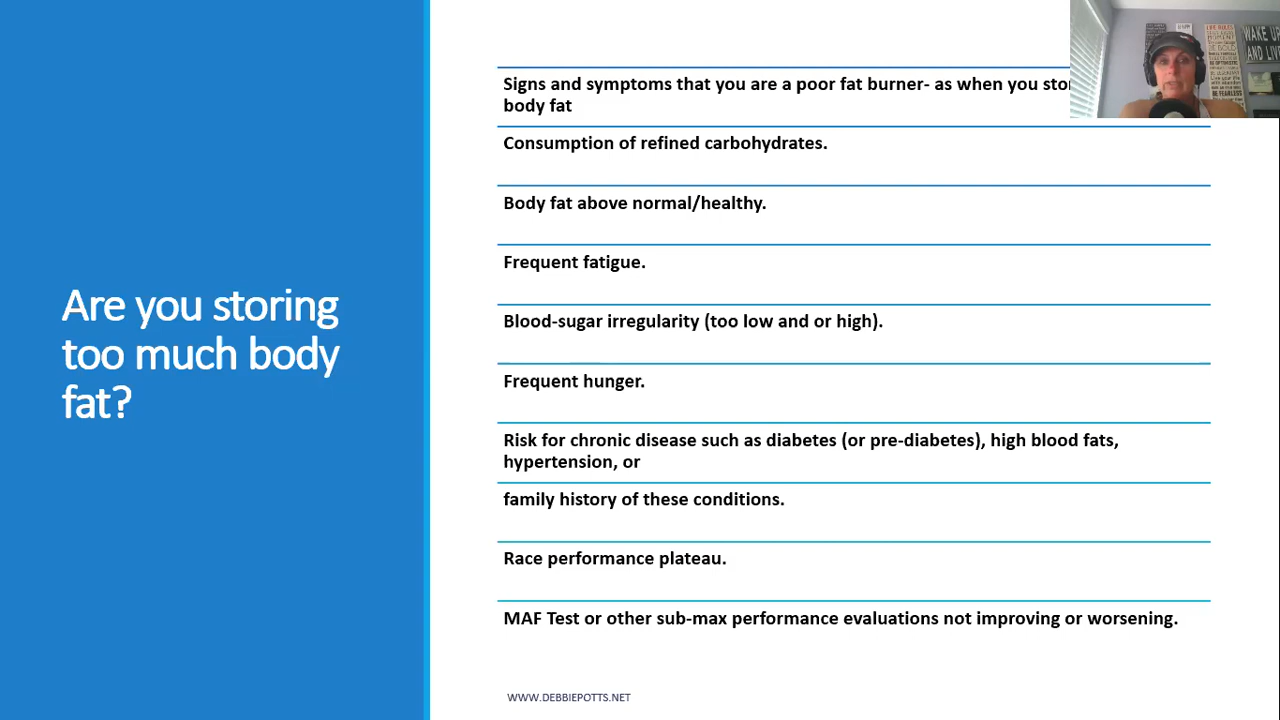 Are you storing
too much body
fat?
Signs and symptoms that you are a poor fat burner- as when you
body fat
Consumption of refined carbohydrates.
Body fat above normal/healthy.
Frequent fatigue.
Blood-sugar irregularity (too low and or high).
Frequent hunger.
Risk for chronic disease such as diabetes (or pre-diabetes), high blood fats,
hypertension, or
family history of these conditions.
Race performance plateau.
MAF Test or other sub-max performance evaluations not improving or worsening.
WWW.DEBBIEPOTTS.NET
WAKE UP
AND LIVE